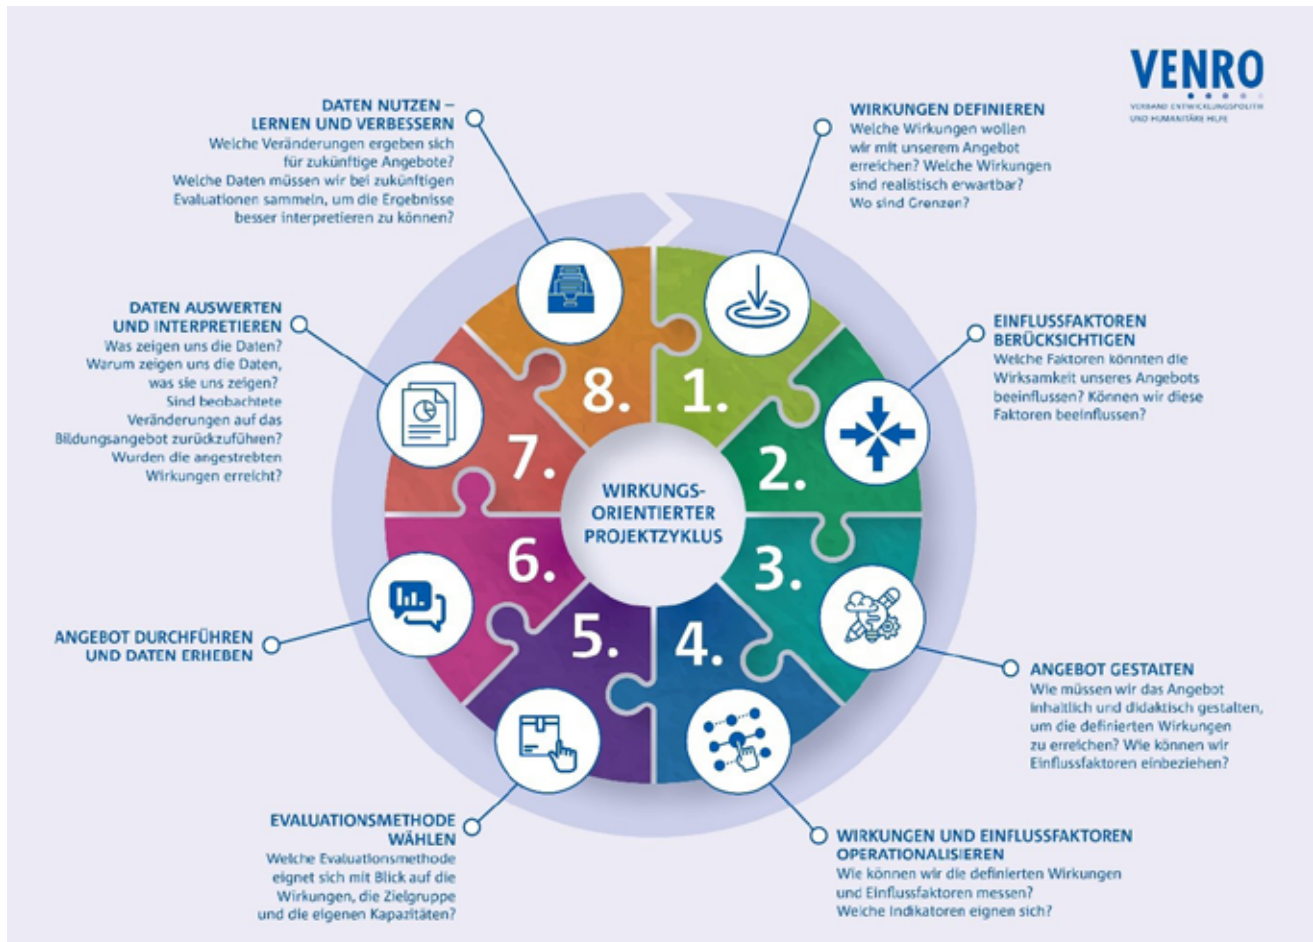 VENRO
VERBAND ENTWICKLUNGSPOLITIK
UND HUMANITÄRE HILFE
WIRKUNGEN DEFINIEREN
Welche Wirkungen wollen
wir mit unserem Angebot
erreichen? Welche Wirkungen
sind realistisch erwartbar?
Wo sind Grenzen?
EINFLUSSFAKTOREN
BERÜCKSICHTIGEN
Welche Faktoren könnten die
Wirksamkeit unseres Angebots
beeinflussen? Können wir diese
Faktoren beeinflussen?
ANGEBOT GESTALTEN
Wie müssen wir das Angebot
inhaltlich und didaktisch gestalten,
um die definierten Wirkungen
zu erreichen? Wie können wir
Einflussfaktoren einbeziehen?
WIRKUNGEN UND EINFLUSSFAKTOREN
OPERATIONALISIEREN
Wie können wir die definierten Wirkungen
und Einflussfaktoren messen?
Welche Indikatoren eignen sich?
EVALUATIONSMETHODE
WÄHLEN
Welche Evaluationsmethode
eignet sich mit Blick auf die
Wirkungen, die Zielgruppe
und die eigenen Kapazitäten?
ANGEBOT DURCHFÜHREN
UND DATEN ERHEBEN
DATEN AUSWERTEN
UND INTERPRETIEREN
Was zeigen uns die Daten?
Warum zeigen uns die Daten,
was sie uns zeigen?
Sind beobachtete
Veränderungen auf das
Bildungsangebot zurückzuführen?
Wurden die angestrebten
Wirkungen erreicht?
DATEN NUTZEN –
LERNEN UND VERBESSERN
Welche Veränderungen ergeben sich
für zukünftige Angebote?
Welche Daten müssen wir bei zukünftigen
Evaluationen sammeln, um die Ergebnisse
besser interpretieren zu können?
1.
2.
3.
4.
5.
6.
7.
8.
WIRKUNGS-
ORIENTIERTER
PROJEKTZYKLUS